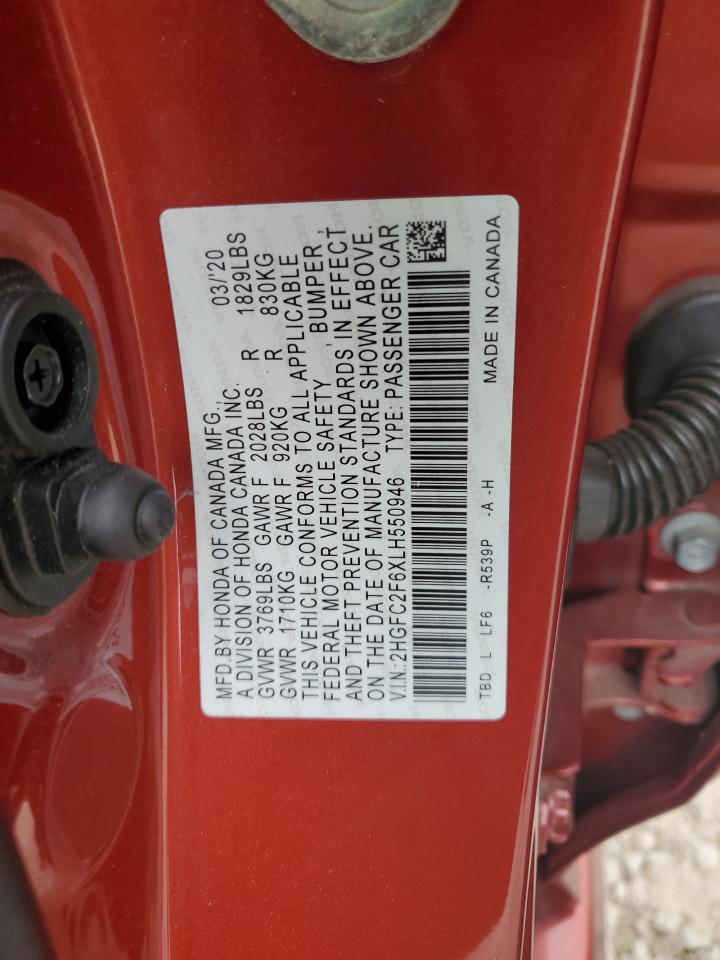 MFD.BY HONDA OF CANADA MFG., 03/'20
A DIVISION OF HONDA CANADA INC.
GVWR 3769LBS GAWR F 2028LBS R 1829LBS
GVWR 1710KG GAWR F 920KG R 830KG
THIS VEHICLE CONFORMS TO ALL APPLICABLE
FEDERAL MOTOR VEHICLE SAFETY , BUMPER ,
AND THEFT PREVENTION STANDARDS IN EFFECT
ON THE DATE OF MANUFACTURE SHOWN ABOVE.
V.I.N.:2HGFC2F6XLH550946 TYPE: PASSENGER CAR
TBD L LF6 -R539P -A -H MADE IN CANADA